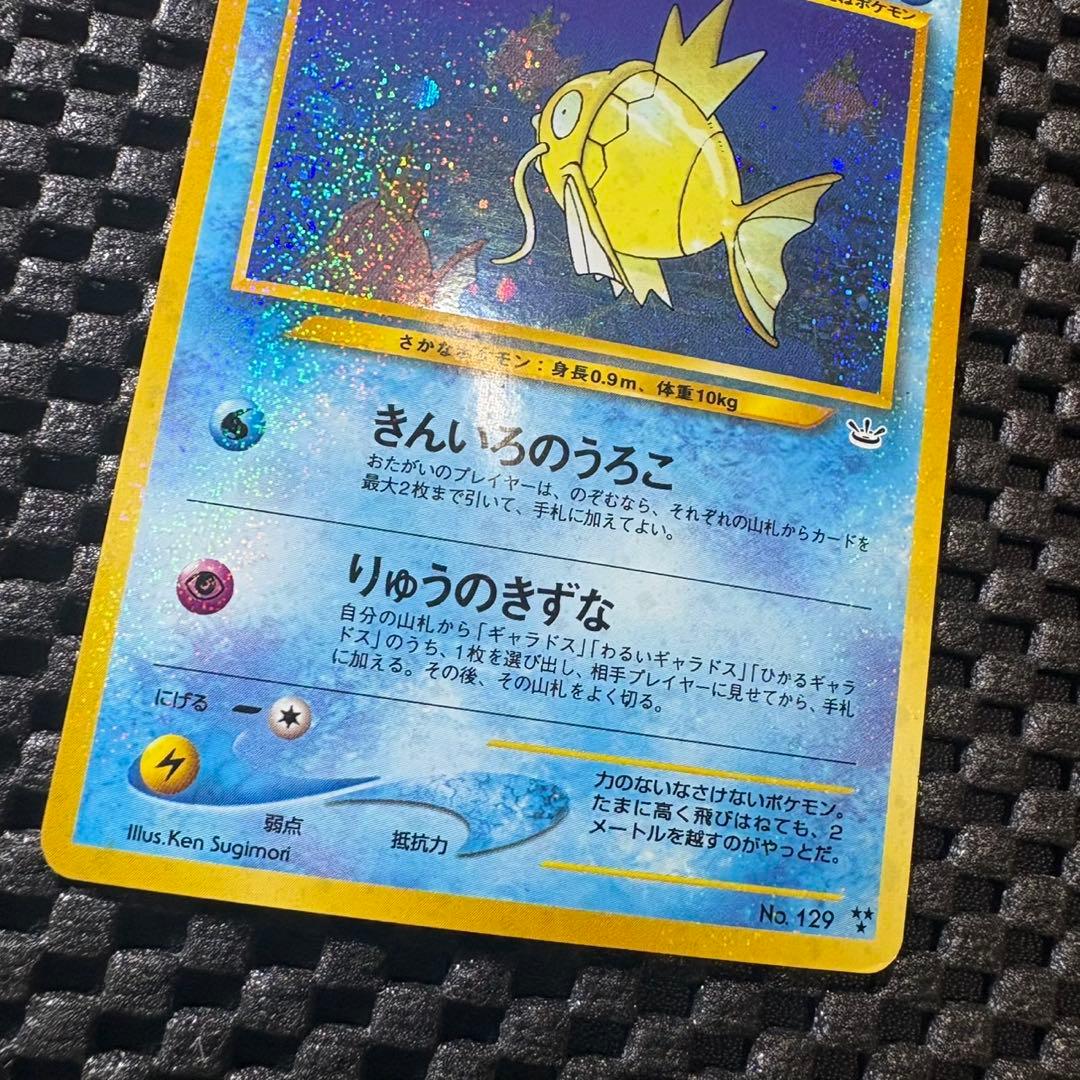 ポケモン
さかなポケモン：身長0.9m、体重10kg
きんいろのうろこ
おたがいのプレイヤーは、のぞむなら、それぞれの山札からカードを
最大2枚まで引いて、手札に加えてよい。
りゅうのきずな
自分の山札から「ギャラドス」「わるいギャラドス」「ひかるギャラ
ドス」のうち、1枚を選び出し、相手プレイヤーに見せてから、手札
に加える。その後、その山札をよく切る。
にげる
弱点
抵抗力
力のないなさけないポケモン。
たまに高く飛びはねても、2
メートルを越すのがやっとだ。
Illus.Ken Sugimori
No. 129